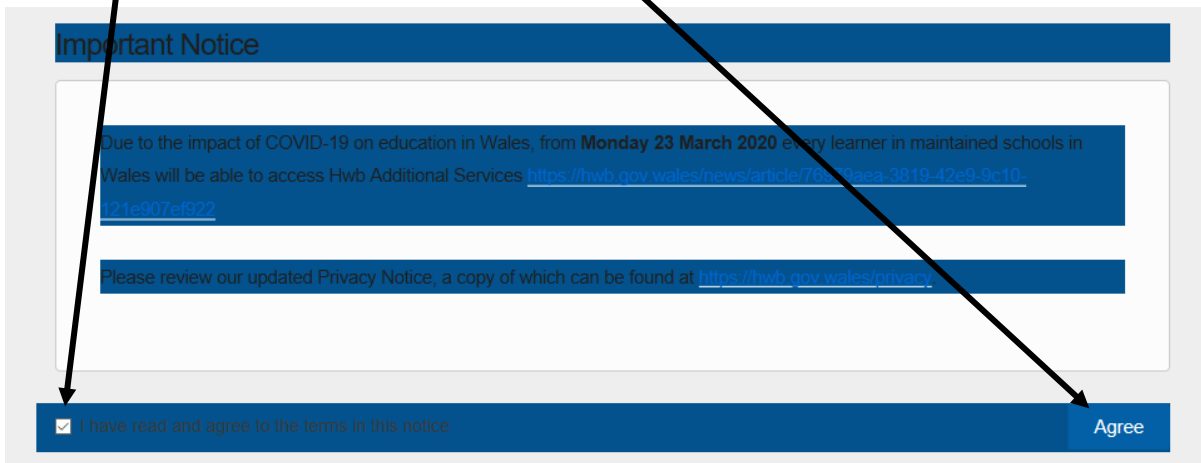 Important Notice
Due to the impact of COVID-19 on education in Wales, from Monday 23 March 2020 every learner in maintained schools in
Wales will be able to access Hwb Additional Services
121e907ef922
Please review our updated Privacy Notice, a copy of which can be found at https://hwb.gov.wales/privacy.
I have read and agree to the terms in this notice
Agree